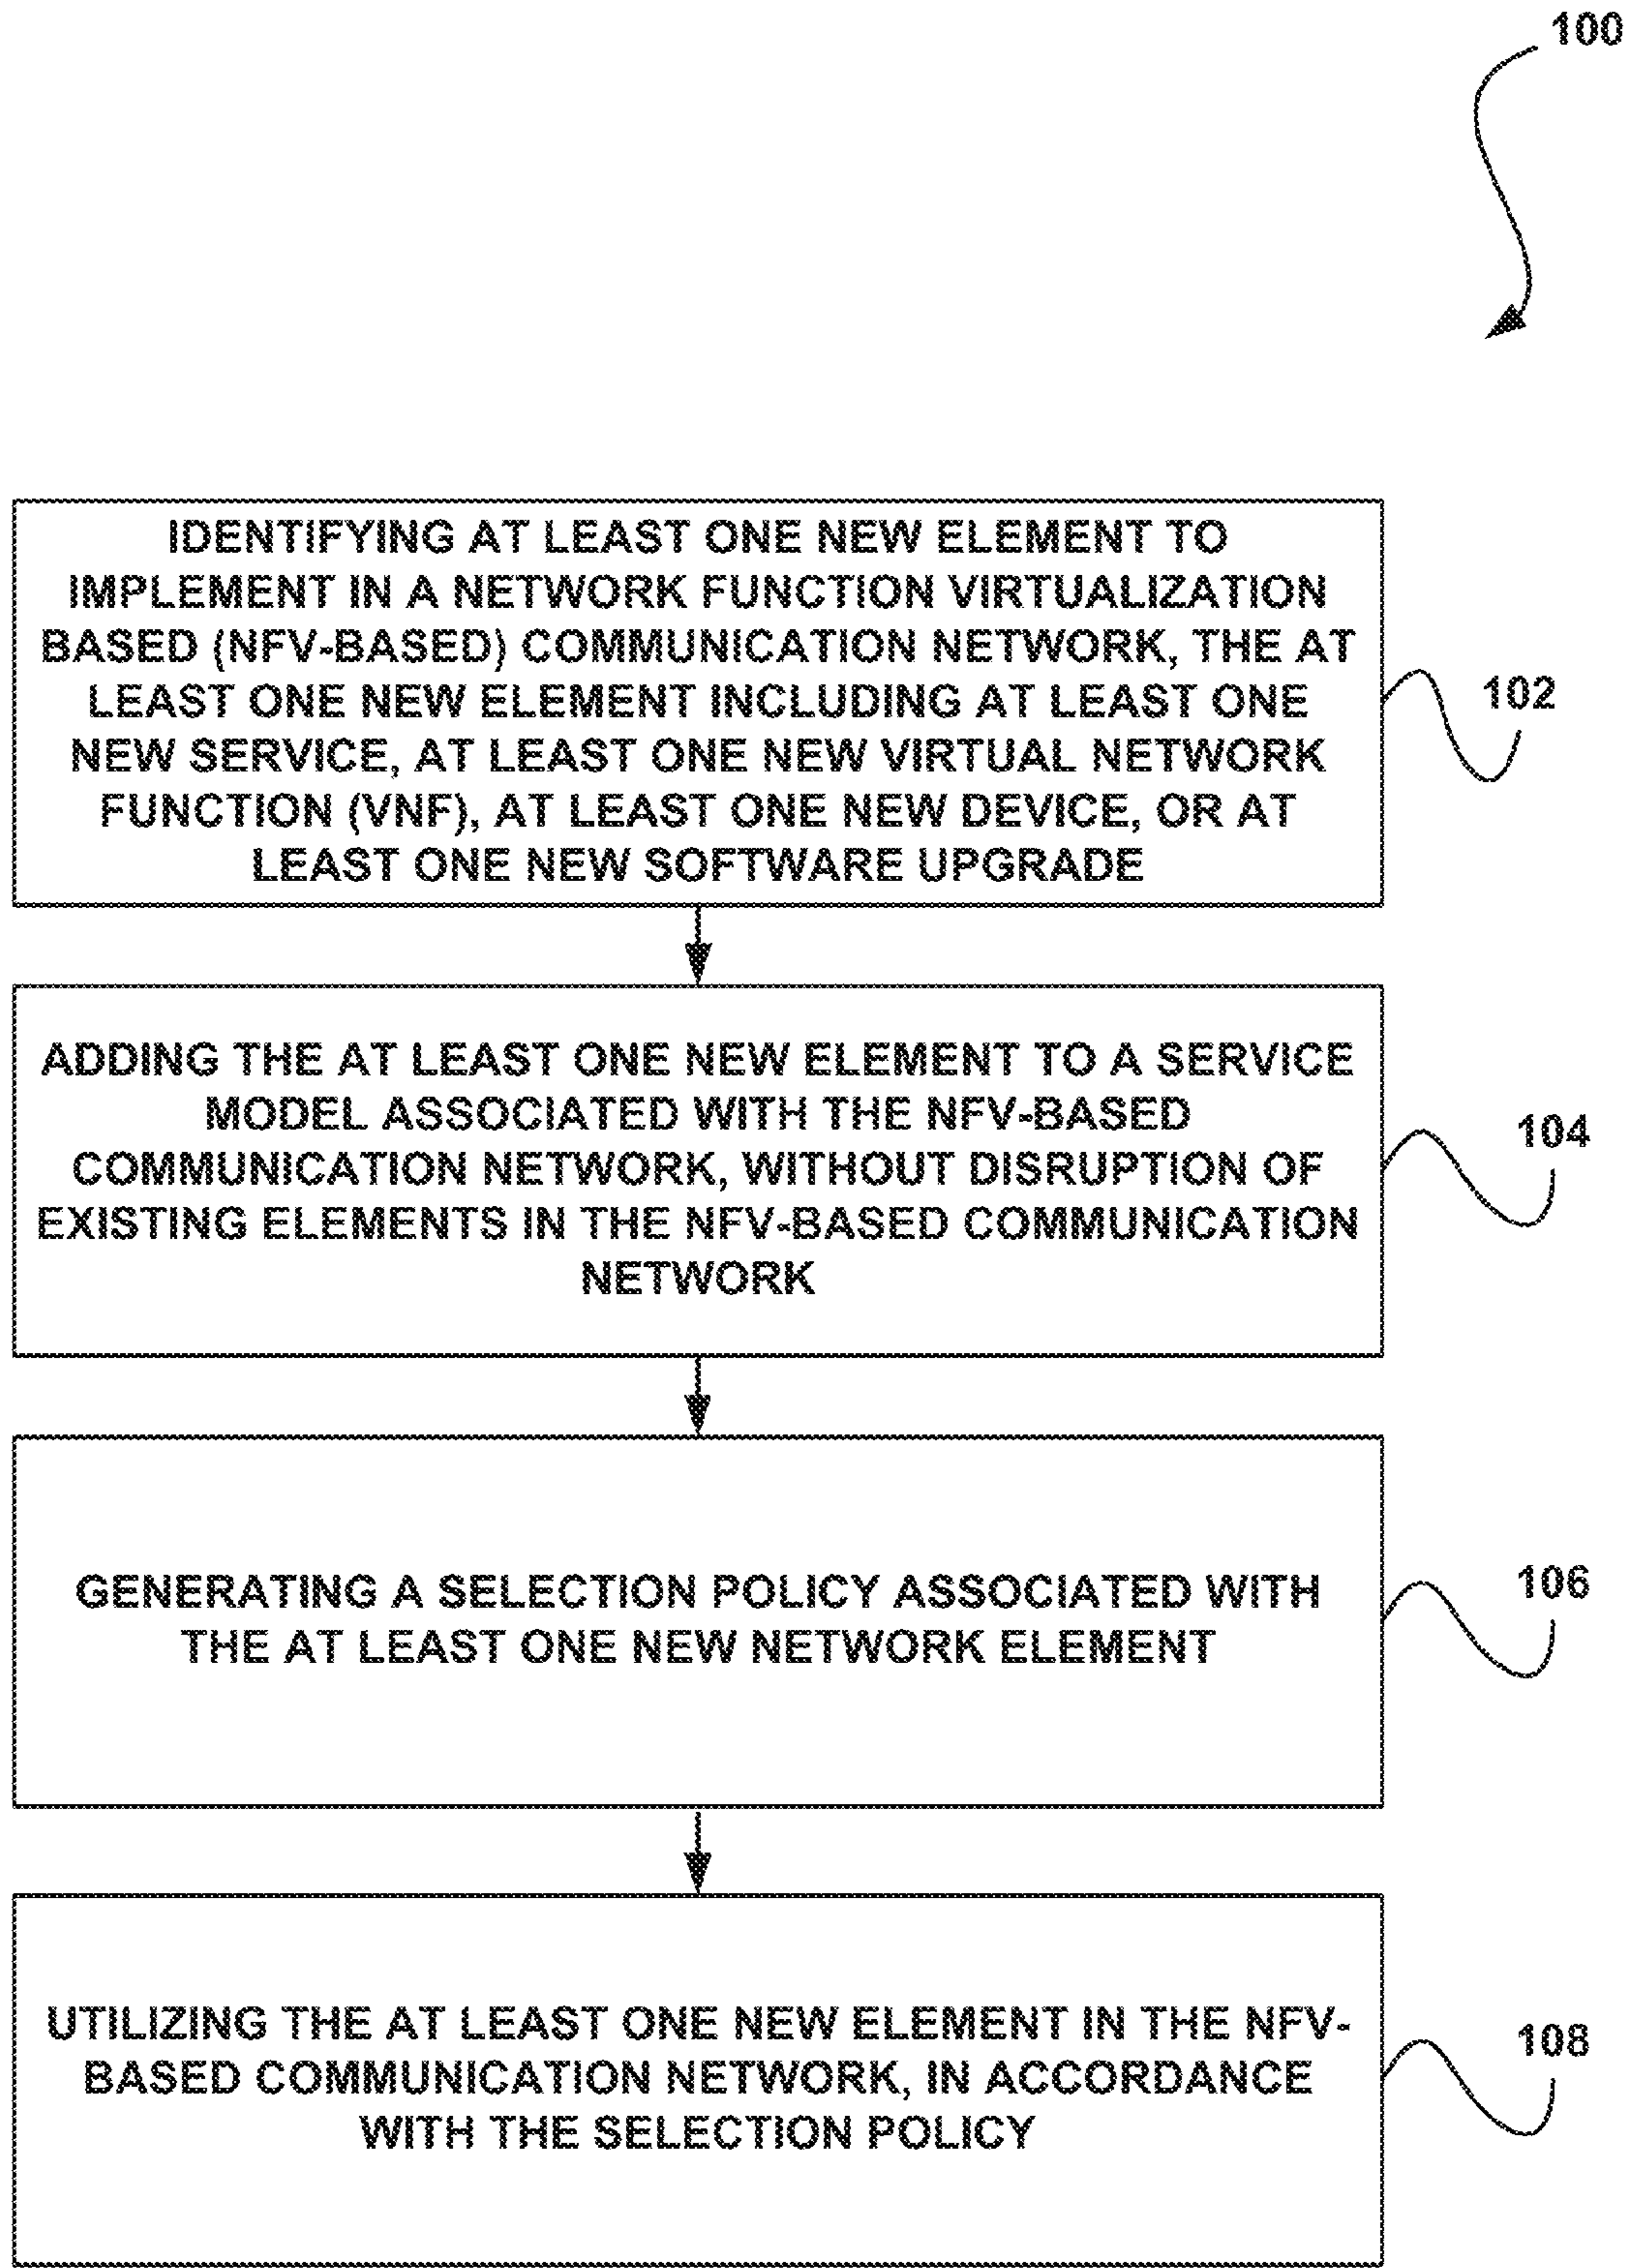 100
IDENTIFYING AT LEAST ONE NEW ELEMENT TO
IMPLEMENT IN A NETWORK FUNCTION VIRTUALIZATION
BASED (NFV-BASED) COMMUNICATION NETWORK, THE AT
LEAST ONE NEW ELEMENT INCLUDING AT LEAST ONE
NEW SERVICE, AT LEAST ONE NEW VIRTUAL NETWORK
FUNCTION (VNF), AT LEAST ONE NEW DEVICE, OR AT
LEAST ONE NEW SOFTWARE UPGRADE
102
ADDING THE AT LEAST ONE NEW ELEMENT TO A SERVICE
MODEL ASSOCIATED WITH THE NFV-BASED
COMMUNICATION NETWORK, WITHOUT DISRUPTION OF
EXISTING ELEMENTS IN THE NFV-BASED COMMUNICATION
NETWORK
104
GENERATING A SELECTION POLICY ASSOCIATED WITH
THE AT LEAST ONE NEW NETWORK ELEMENT
106
UTILIZING THE AT LEAST ONE NEW ELEMENT IN THE NFV-
BASED COMMUNICATION NETWORK, IN ACCORDANCE
WITH THE SELECTION POLICY
108